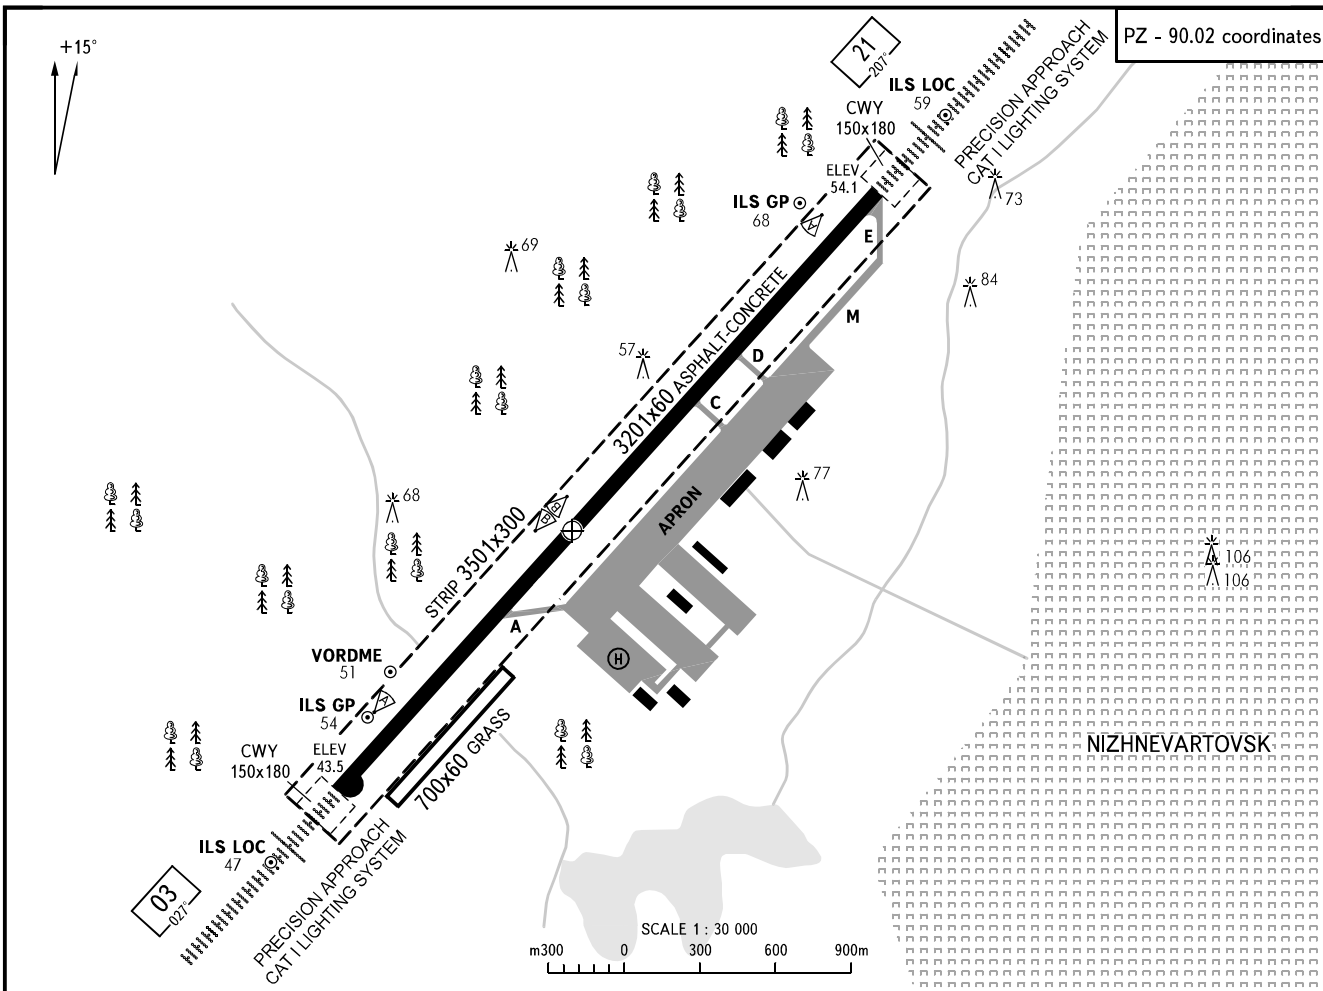 PZ - 90.02 coordinates
+15°
21
207°
ILS LOC
59
PRECISION APPROACH
CAT I LIGHTING SYSTEM
CWY
150x180
ELEV
54.1
ILS GP
68
A
73
E
69
84
M
57
D
3201x60 ASPHALT-CONCRETE
C
77
68
APRON
B
B
STRIP 3501x300
106
106
A
H
VORDME
51
A
ILS GP
54
700x60 GRASS
NIZHNEVARTOVSK
CWY
150x180
ELEV
43.5
ILS LOC
47
03
027°
PRECISION APPROACH
CAT I LIGHTING SYSTEM
SCALE 1 : 30 000
m300 0 300 600 900m